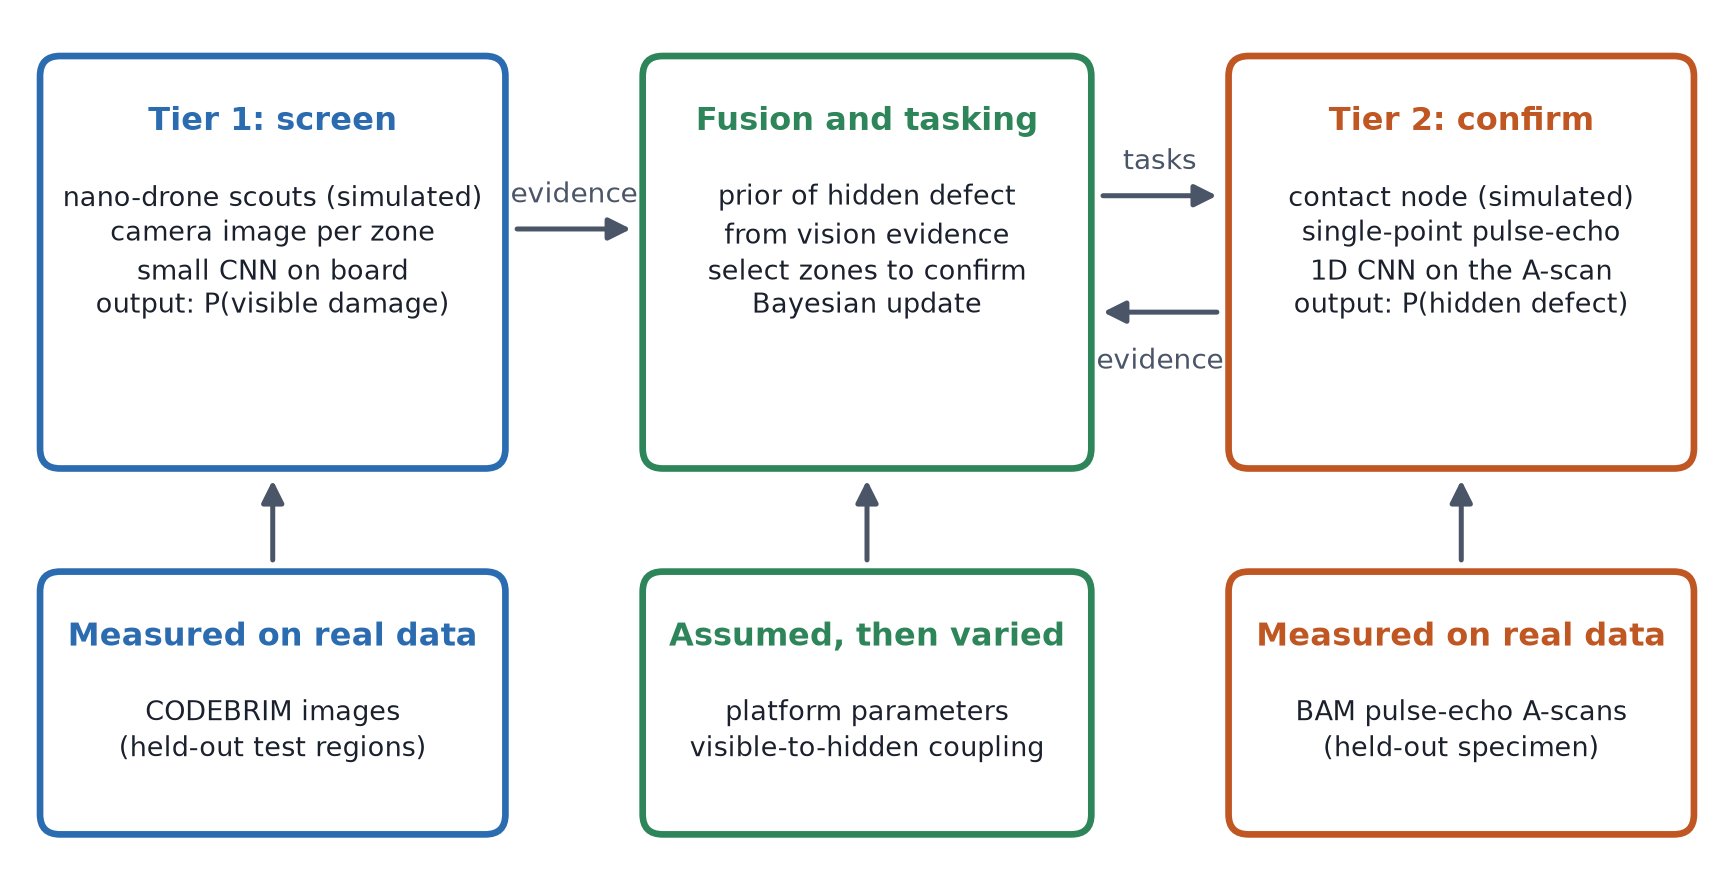 Tier 1: screen
nano-drone scouts (simulated)
camera image per zone
small CNN on board
output: P(visible damage)
evidence
Fusion and tasking
prior of hidden defect
from vision evidence
select zones to confirm
Bayesian update
tasks
evidence
Tier 2: confirm
contact node (simulated)
single-point pulse-echo
1D CNN on the A-scan
output: P(hidden defect)
Measured on real data
CODEBRIM images
(held-out test regions)
Assumed, then varied
platform parameters
visible-to-hidden coupling
Measured on real data
BAM pulse-echo A-scans
(held-out specimen)